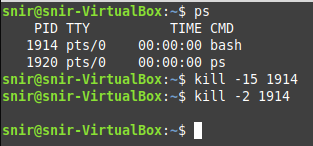 snir@snir-VirtualBox:~$ ps
    PID TTY          TIME CMD
   1914 pts/0    00:00:00 bash
   1920 pts/0    00:00:00 ps
snir@snir-VirtualBox:~$ kill -15 1914
snir@snir-VirtualBox:~$ kill -2 1914
snir@snir-VirtualBox:~$